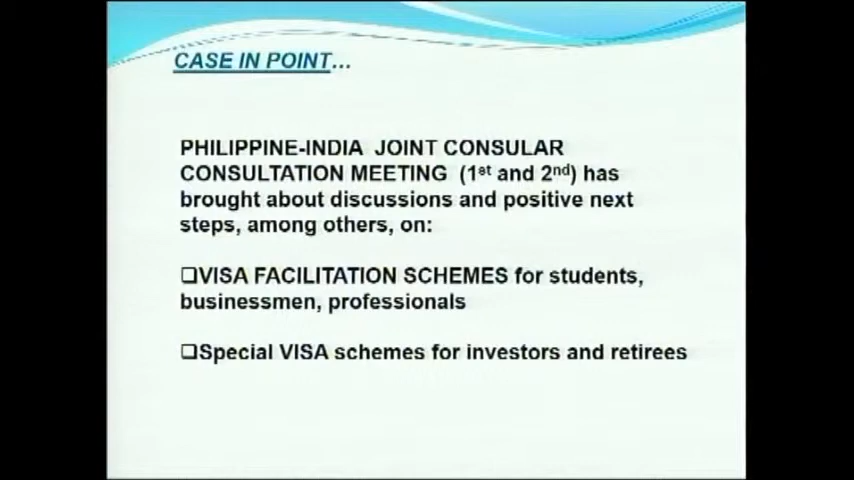 CASE IN POINT...
PHILIPPINE-INDIA JOINT CONSULAR
CONSULTATION MEETING (1st and 2nd) has
brought about discussions and positive next
steps, among others, on:
❑VISA FACILITATION SCHEMES for students,
businessmen, professionals
❑Special VISA schemes for investors and retirees